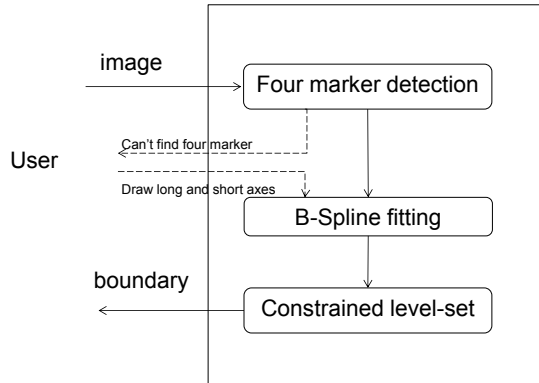 image
Four marker detection
Can't find four marker
User
Draw long and short axes
B-Spline fitting
boundary
Constrained level-set